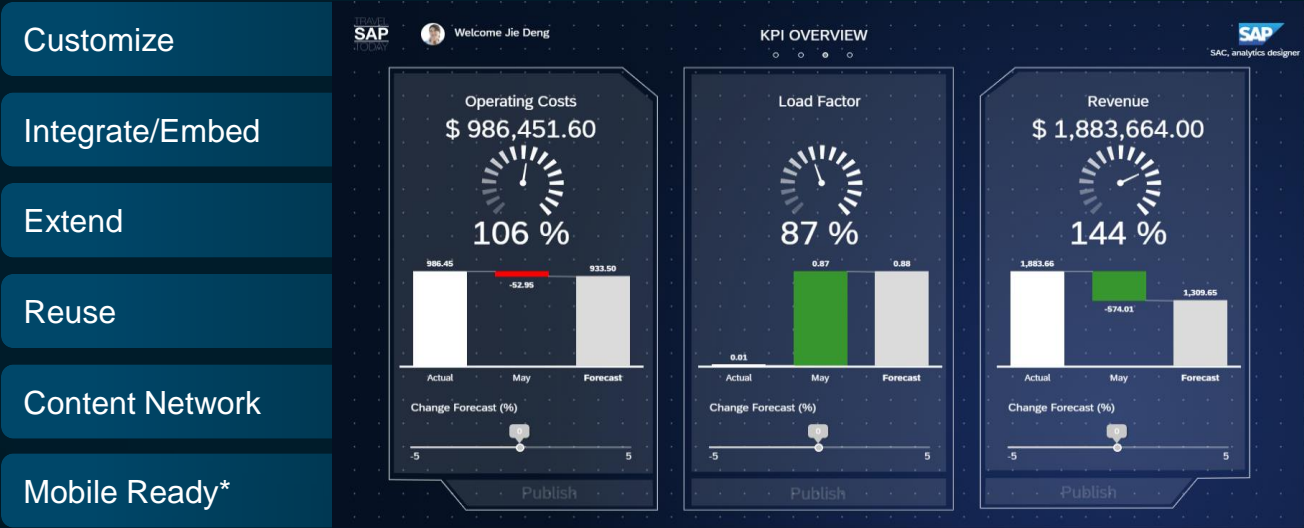 Customize
Integrate/Embed
Extend
Reuse
Content Network
Mobile Ready*
TRAVEL
SAP
TODAY
Welcome Jie Deng
KPI OVERVIEW
SAP
SAC, analytics designer
Operating Costs
$ 986,451.60
106 %
986.45
-52.95
933.50
Actual May Forecast
Change Forecast (%)
0
-5 5
Publish
Load Factor
87 %
0.01
0.87
0.88
Actual May Forecast
Change Forecast (%)
0
-5 5
Publish
Revenue
$ 1,883,664.00
144 %
1,883.66
-574.01
1,309.65
Actual May Forecast
Change Forecast (%)
0
-5 5
Publish